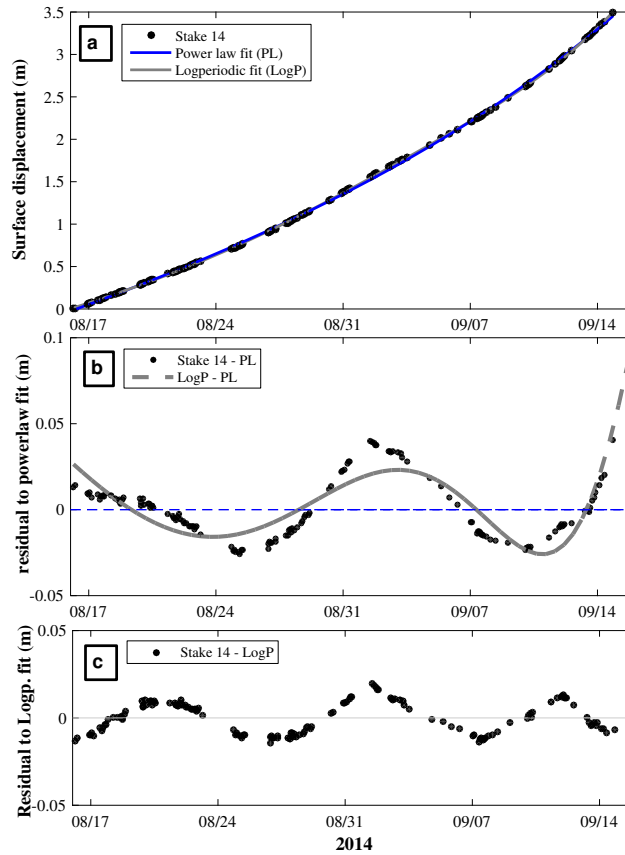 3.5
3
2.5
2
1.5
1
0.5
0
Surface displacement (m)
a
Stake 14
Power law fit (PL)
Logperiodic fit (LogP)
08/17 08/24 08/31 09/07 09/14
0.1
0.05
0
-0.05
residual to powerlaw fit (m)
b
Stake 14 - PL
LogP - PL
08/17 08/24 08/31 09/07 09/14
0.05
0
-0.05
Residual to Logp. fit (m)
c
Stake 14 - LogP
08/17 08/24 08/31 09/07 09/14
2014